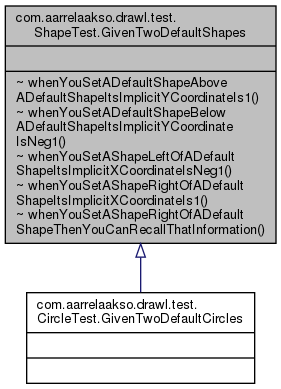 com.aarrelaakso.drawl.test.
ShapeTest.GivenTwoDefaultShapes
~ whenYouSetADefaultShapeAbove
ADefaultShapeItsImplicitYCoordinateIs1()
~ whenYouSetADefaultShapeBelow
ADefaultShapeItsImplicitYCoordinate
IsNeg1()
~ whenYouSetAShapeLeftOfADefault
ShapeItsImplicitXCoordinateIsNeg1()
~ whenYouSetAShapeRightOfADefault
ShapeItsImplicitXCoordinateIs1()
~ whenYouSetAShapeRightOfADefault
ShapeThenYouCanRecallThatInformation()
com.aarrelaakso.drawl.test.
CircleTest.GivenTwoDefaultCircles